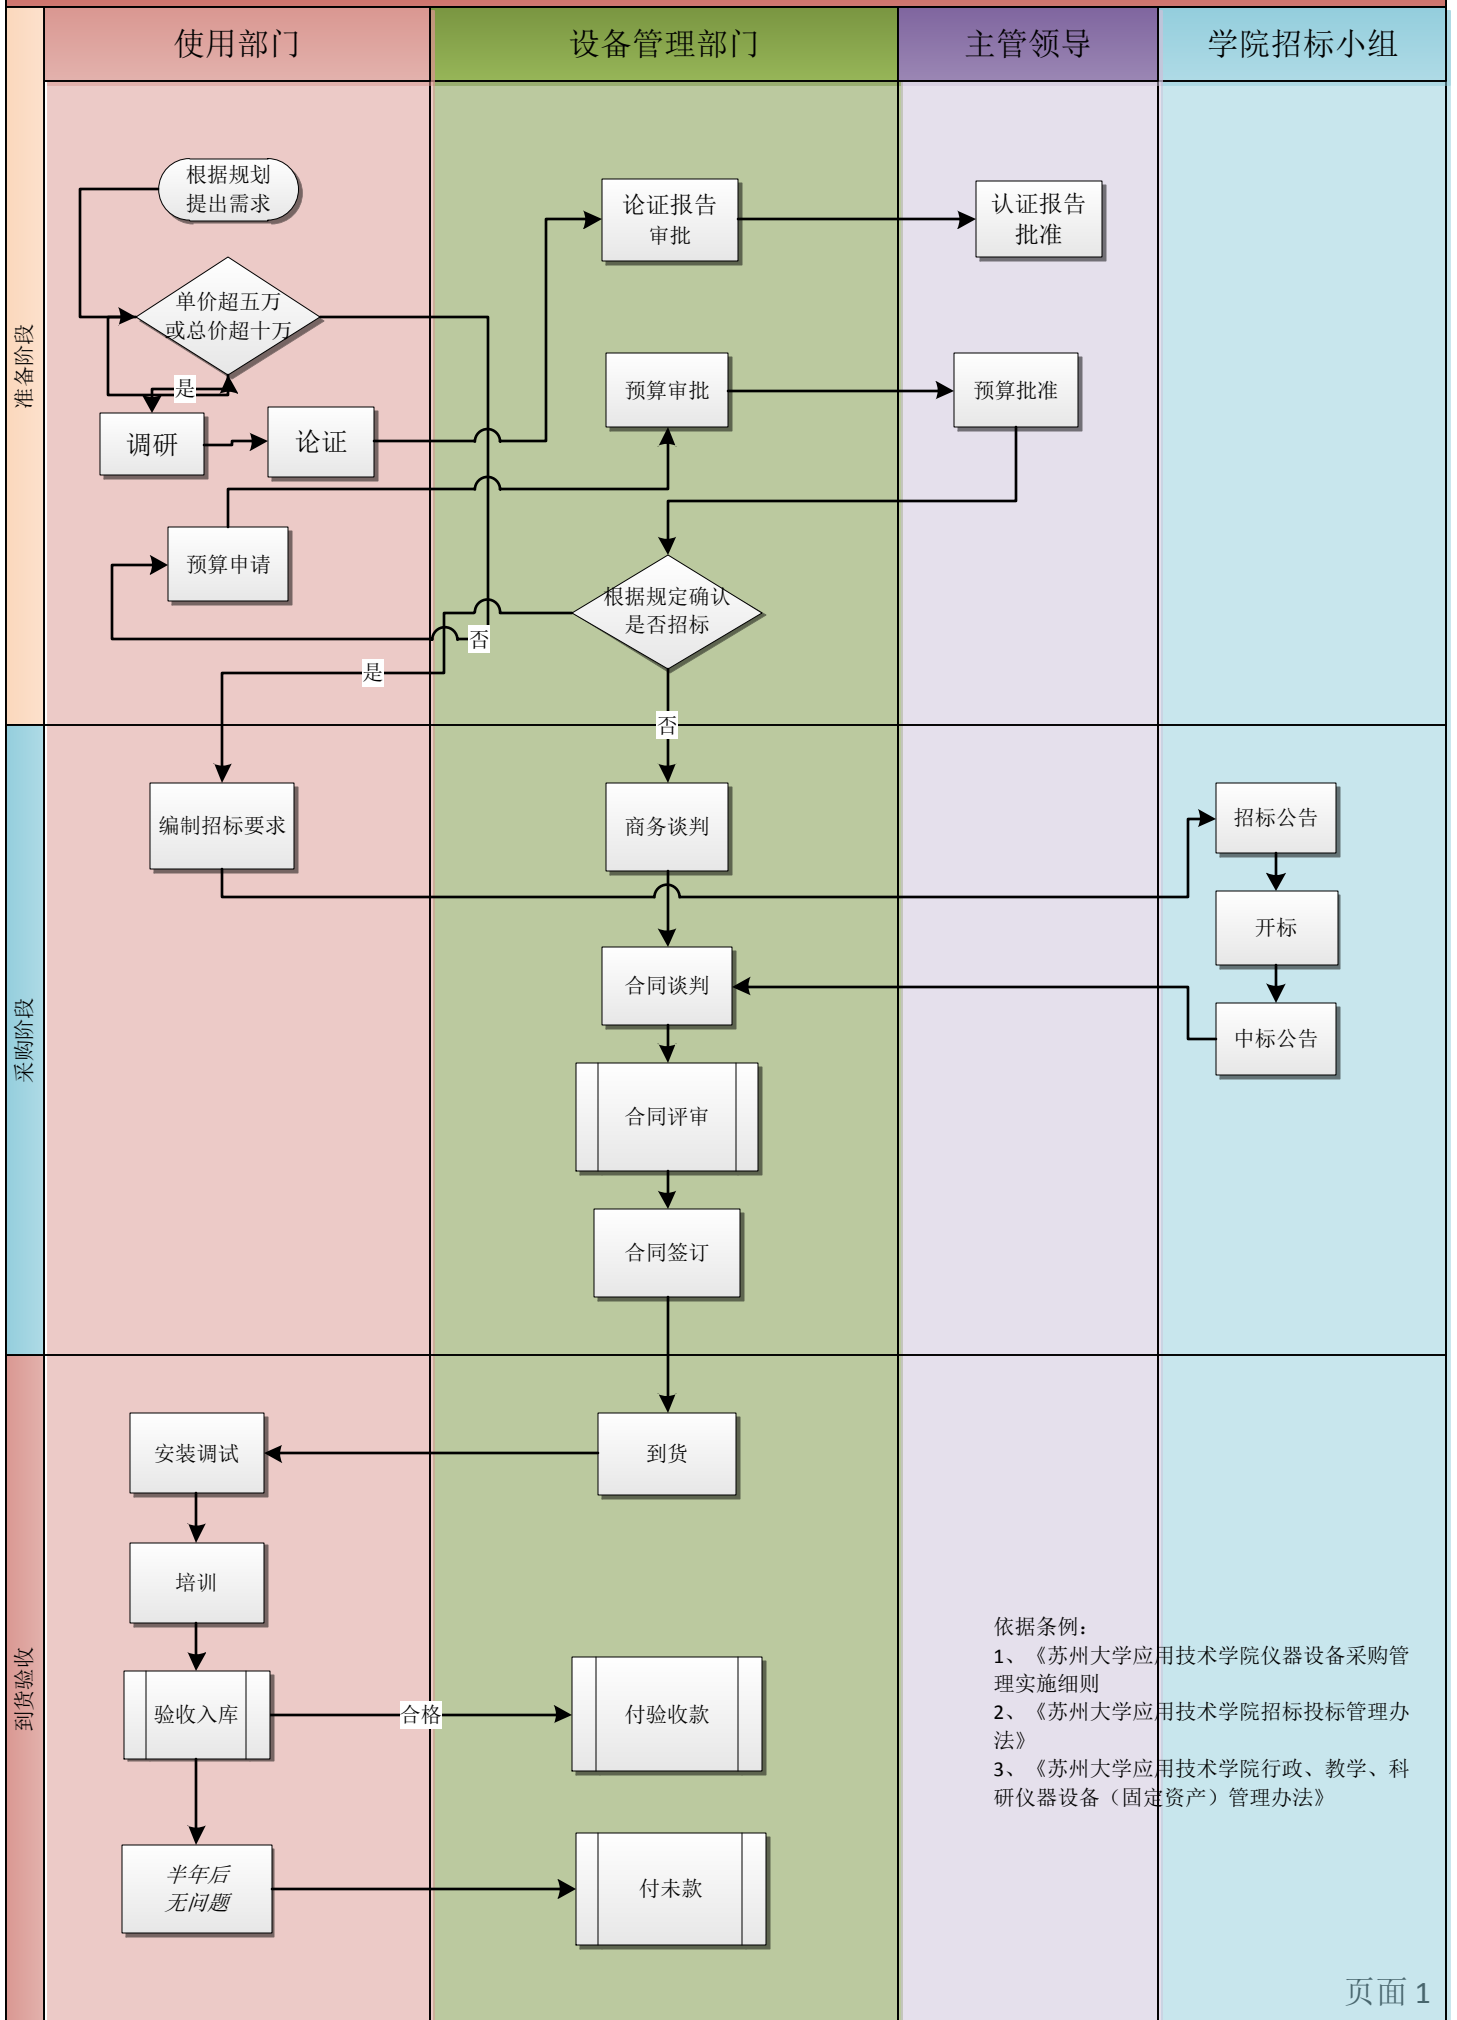 使用部门
设备管理部门
主管领导
学院招标小组
准备阶段
根据规划
提出需求
论证报告
审批
认证报告
批准
单价超五万
或总价超十万
是
预算审批
预算批准
调研
论证
预算申请
根据规定确认
是否招标
否
是
否
采购阶段
编制招标要求
商务谈判
招标公告
开标
合同谈判
中标公告
合同评审
合同签订
到货验收
安装调试
到货
培训
验收入库
合格
付验收款
半年后
无问题
付未款
依据条例：
1、《苏州大学应用技术学院仪器设备采购管
理实施细则
2、《苏州大学应用技术学院招标投标管理办
法》
3、《苏州大学应用技术学院行政、教学、科
研仪器设备（固定资产）管理办法》
页面 1